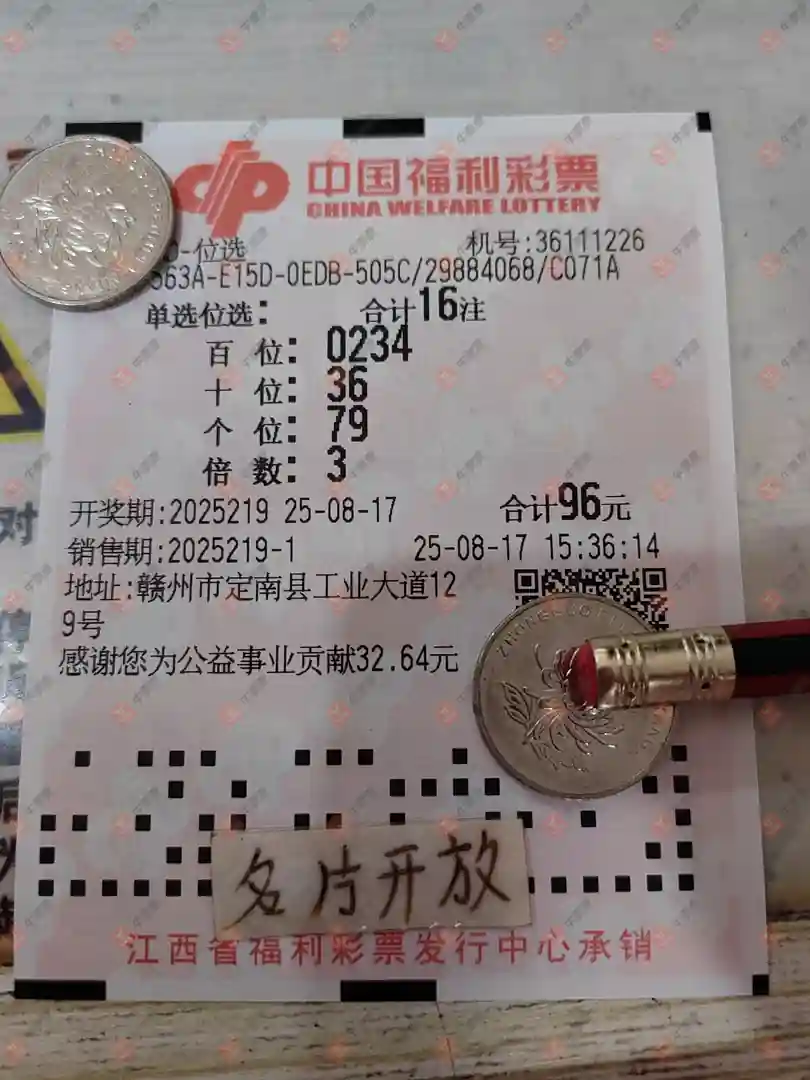 中国福利彩票
CHINA WELFARE LOTTERY
-位选 机号:36111226
563A-E15D-0EDB-505C/29884068/C071A
单选位选: 合计16注
百 位: 0234
十 位: 36
个 位: 79
倍 数: 3
开奖期:2025219 25-08-17 合计96元
销售期:2025219-1 25-08-17 15:36:14
地址:赣州市定南县工业大道12
9号
感谢您为公益事业贡献32.64元
名片开放
江西省福利彩票发行中心承销
对